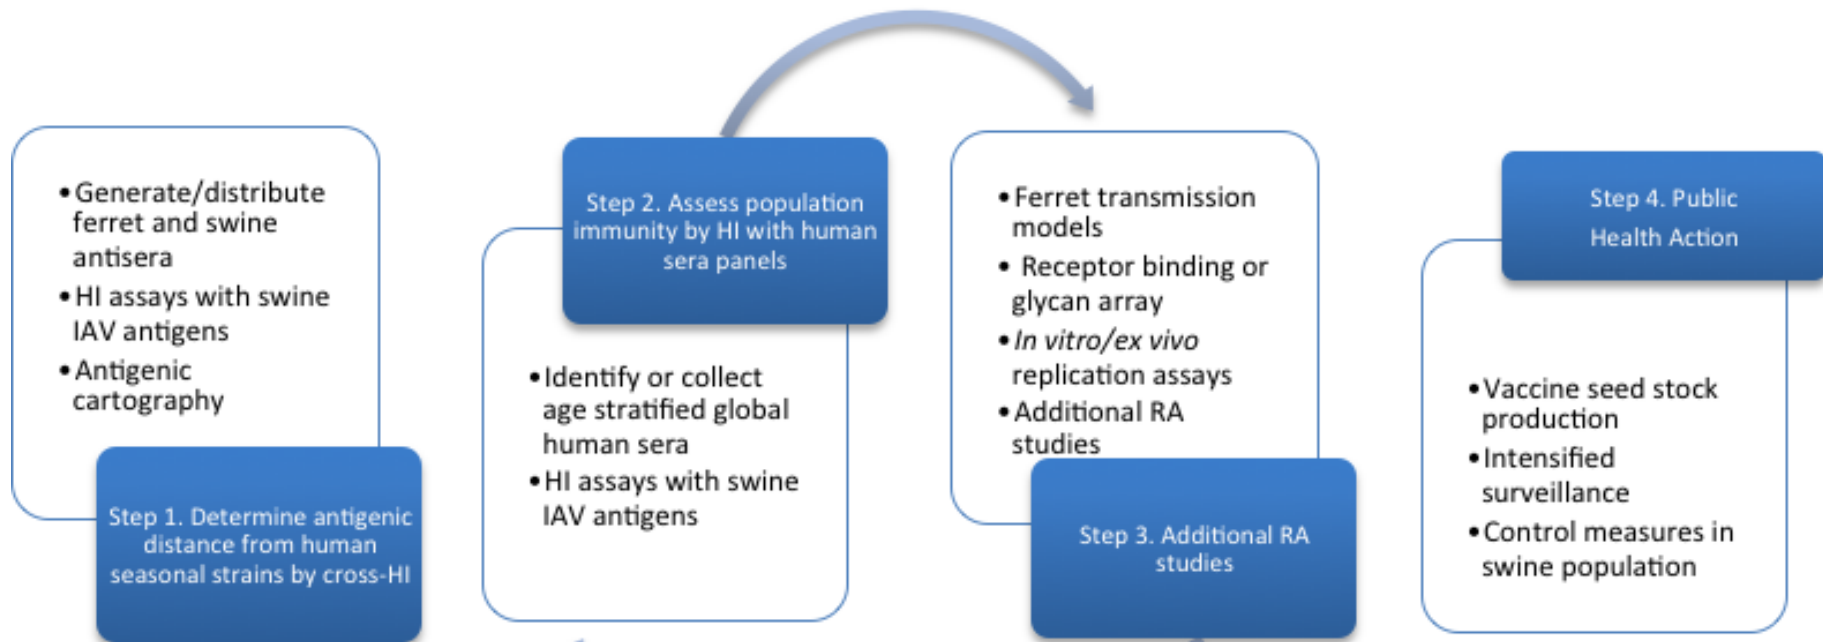 •Generate/distribute
ferret and swine
antisera
•HI assays with swine
IAV antigens
•Antigenic
cartography
Step 1. Determine antigenic
distance from human
seasonal strains by cross-HI
Step 2. Assess population
immunity by HI with human
sera panels
•Identify or collect
age stratified global
human sera
•HI assays with swine
IAV antigens
•Ferret transmission
models
• Receptor binding or
glycan array
•In vitro/ex vivo
replication assays
•Additional RA
studies
Step 3. Additional RA
studies
Step 4. Public
Health Action
•Vaccine seed stock
production
•Intensified
surveillance
•Control measures in
swine population